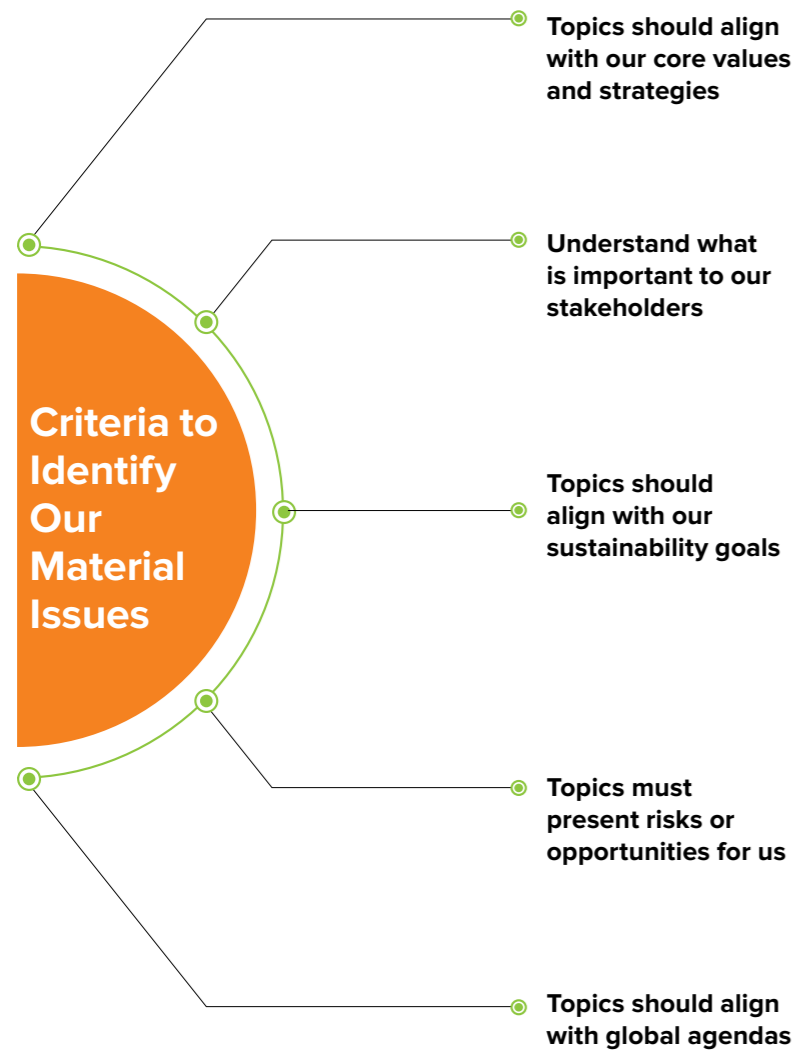 Topics should align
with our core values
and strategies
Understand what
is important to our
stakeholders
Criteria to
Identify
Our
Material
Issues
Topics should
align with our
sustainability goals
Topics must
present risks or
opportunities for us
Topics should align
with global agendas